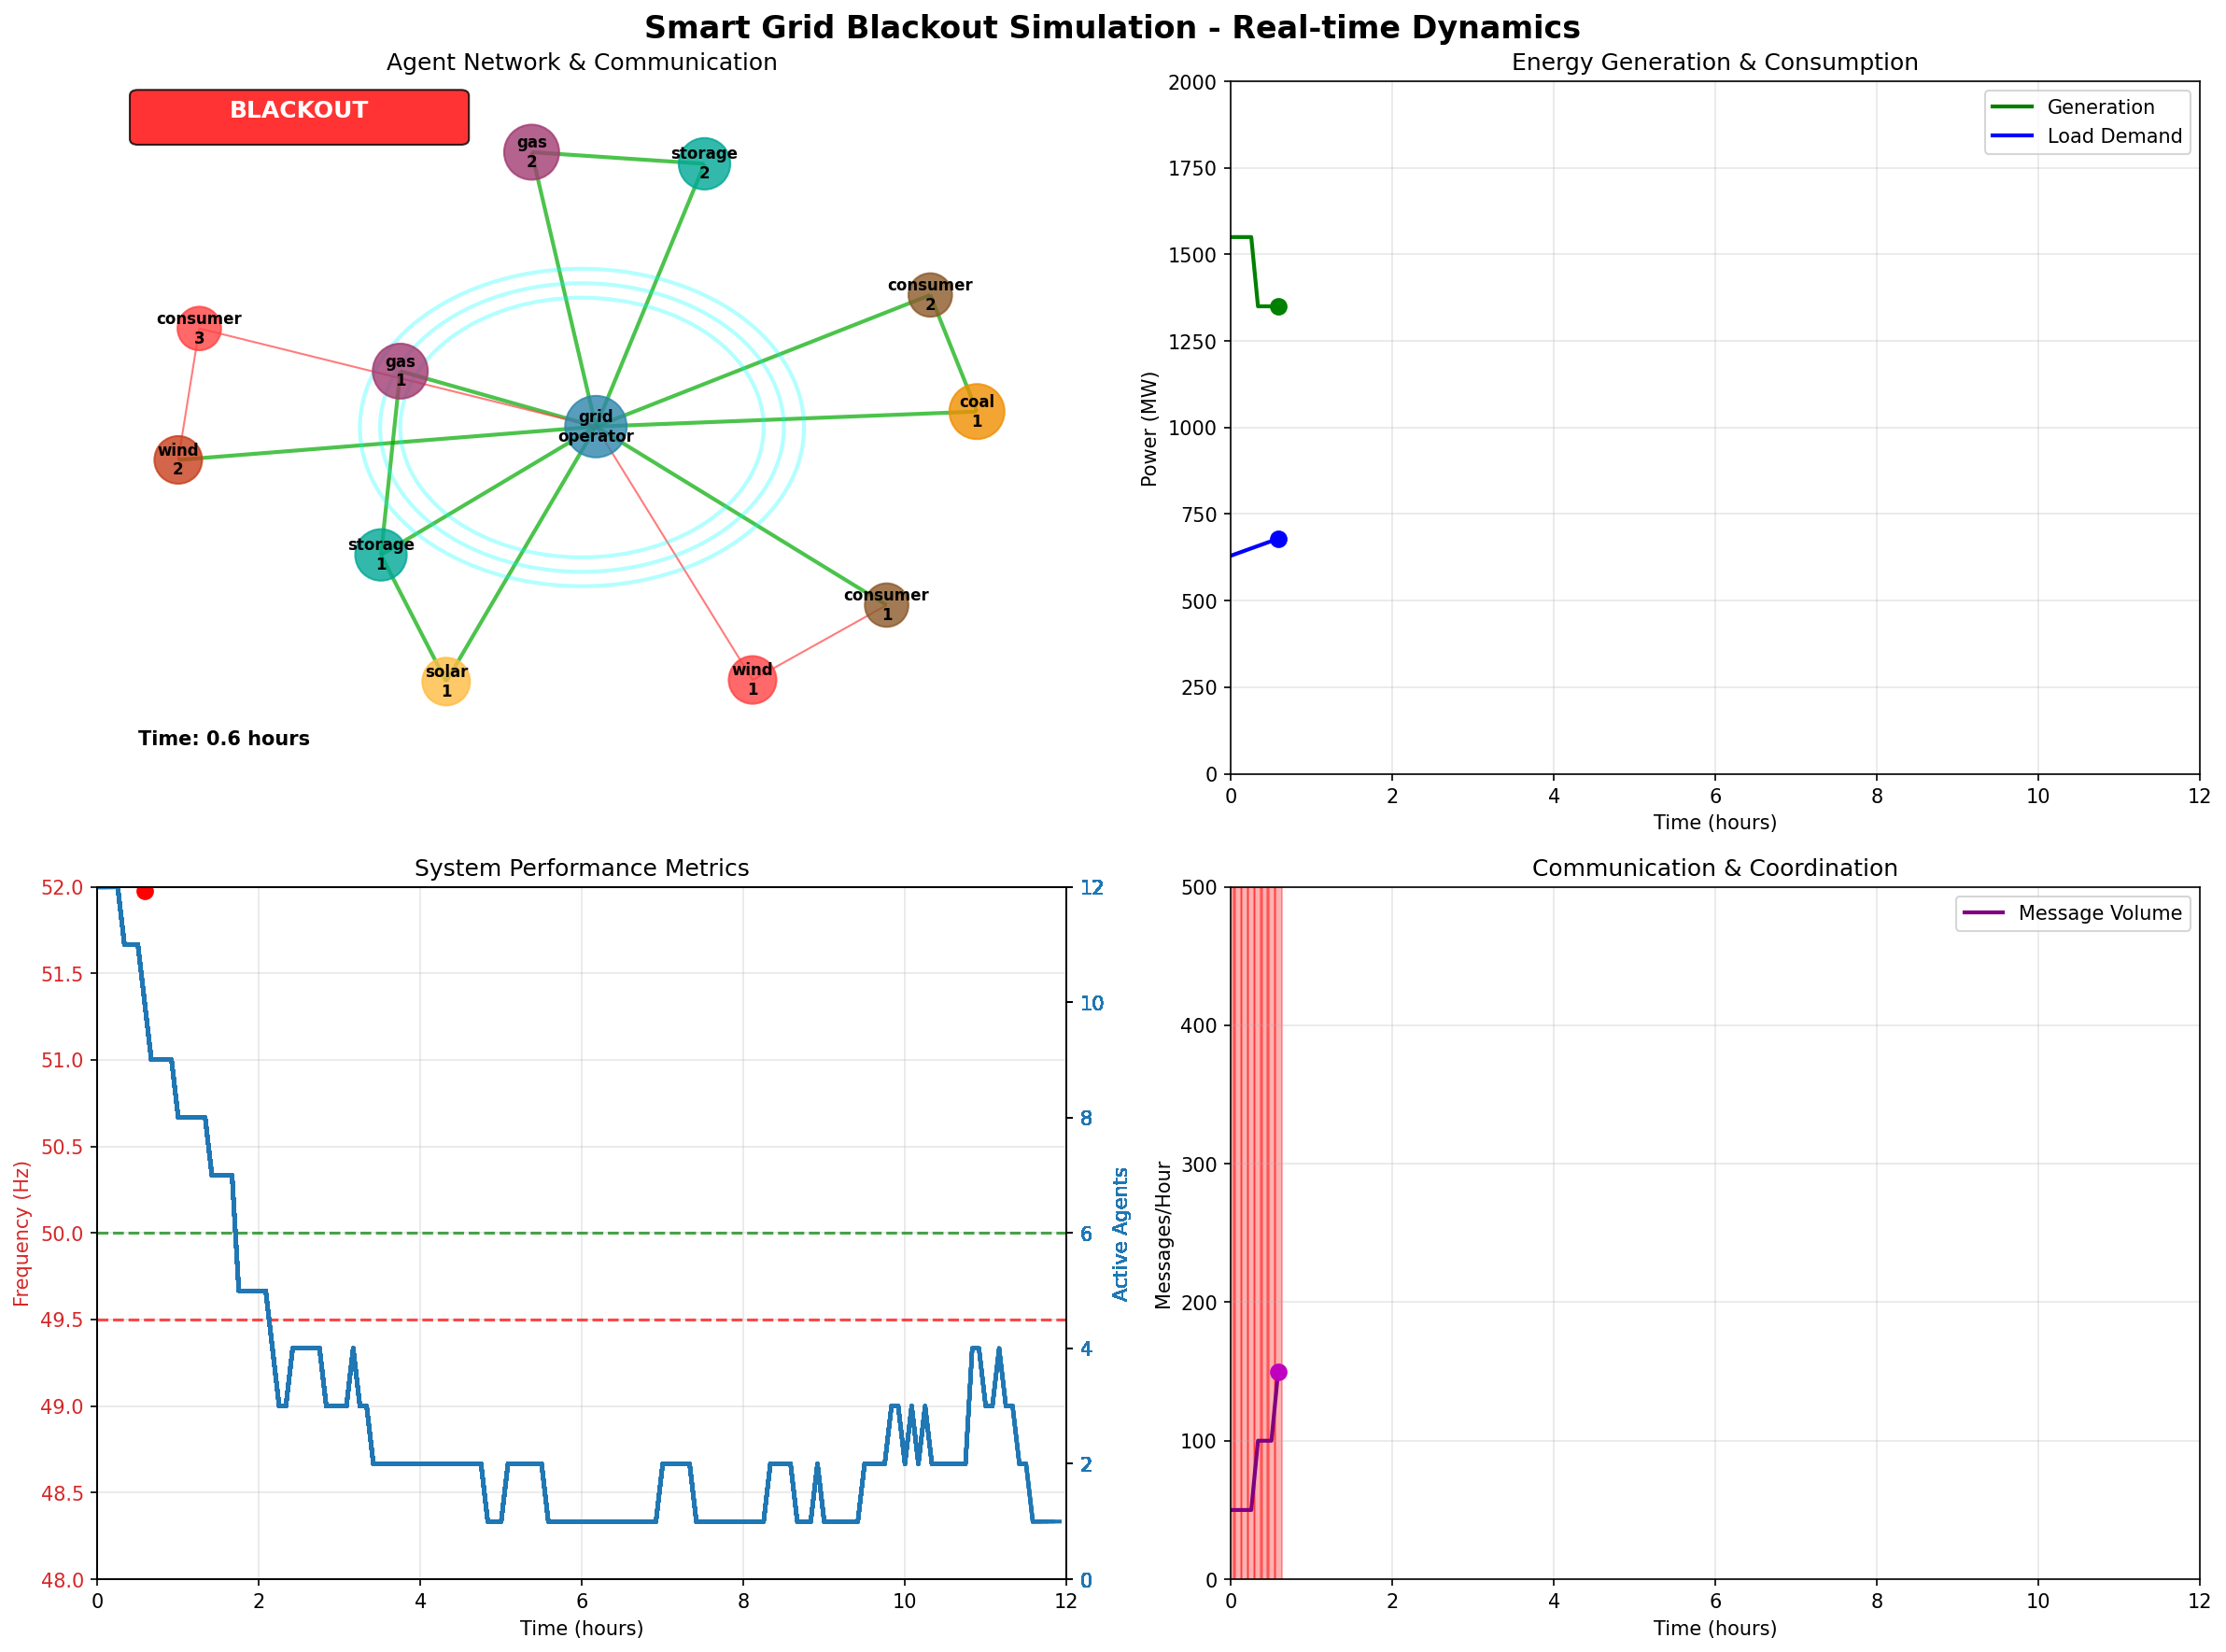 Smart Grid Blackout Simulation - Real-time Dynamics
Agent Network & Communication
BLACKOUT
gas
2
storage
2
consumer
2
consumer
3
gas
1
coal
1
grid
operator
wind
2
storage
1
consumer
1
solar
1
wind
1
Time: 0.6 hours
Energy Generation & Consumption
Generation
Load Demand
Power (MW)
2000
1750
1500
1250
1000
750
500
250
0
0 2 4 6 8 10 12
Time (hours)
System Performance Metrics
Frequency (Hz)
52.0
51.5
51.0
50.5
50.0
49.5
49.0
48.5
48.0
12
10
8
6
4
2
0
Active Agents
0 2 4 6 8 10 12
Time (hours)
Communication & Coordination
Message Volume
Messages/Hour
500
400
300
200
100
0
0 2 4 6 8 10 12
Time (hours)